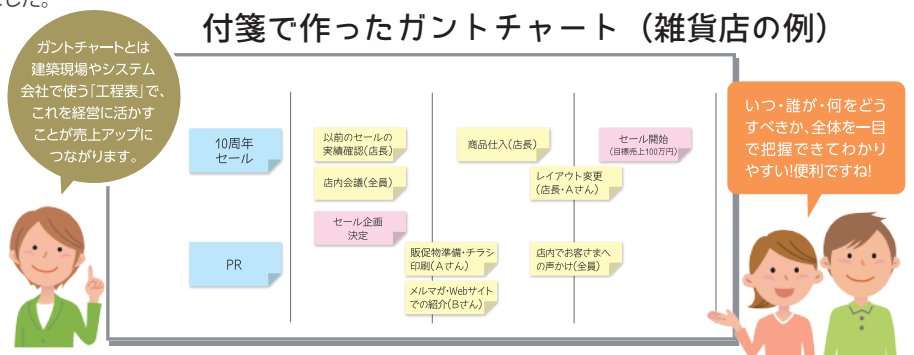 ました。
付箋で作ったガントチャート（雑貨店の例）
ガントチャートとは
建築現場やシステム
会社で使う「工程表」で、
これを経営に活かす
ことが売上アップに
つながります。
10周年
セール
以前のセールの
実績確認(店長)
店内会議(全員)
セール企画
決定
商品仕入(店長)
レイアウト変更
(店長・Aさん)
セール開始
(目標売上100万円)
PR
販促物準備・チラシ
印刷(Aさん)
メルマガ・Webサイト
での紹介(Bさん)
店内でお客さまへ
の声かけ(全員)
いつ・誰が・何をどう
すべきか、全体を一目
で把握できてわかり
やすい!便利ですね!